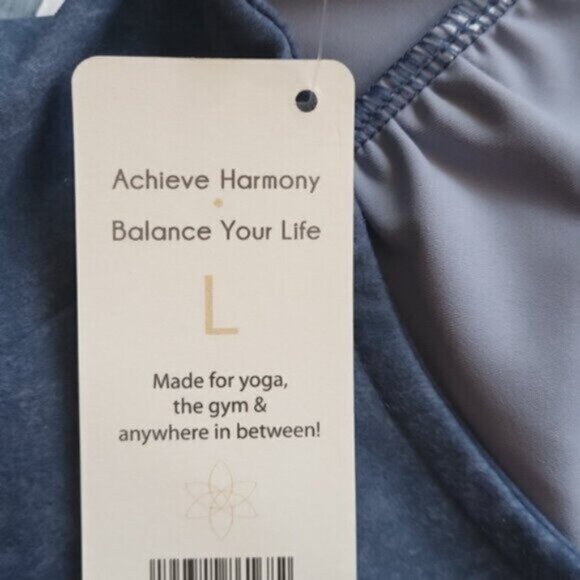 Achieve Harmony
•
Balance Your Life
L
Made for yoga,
the gym &
anywhere in between!